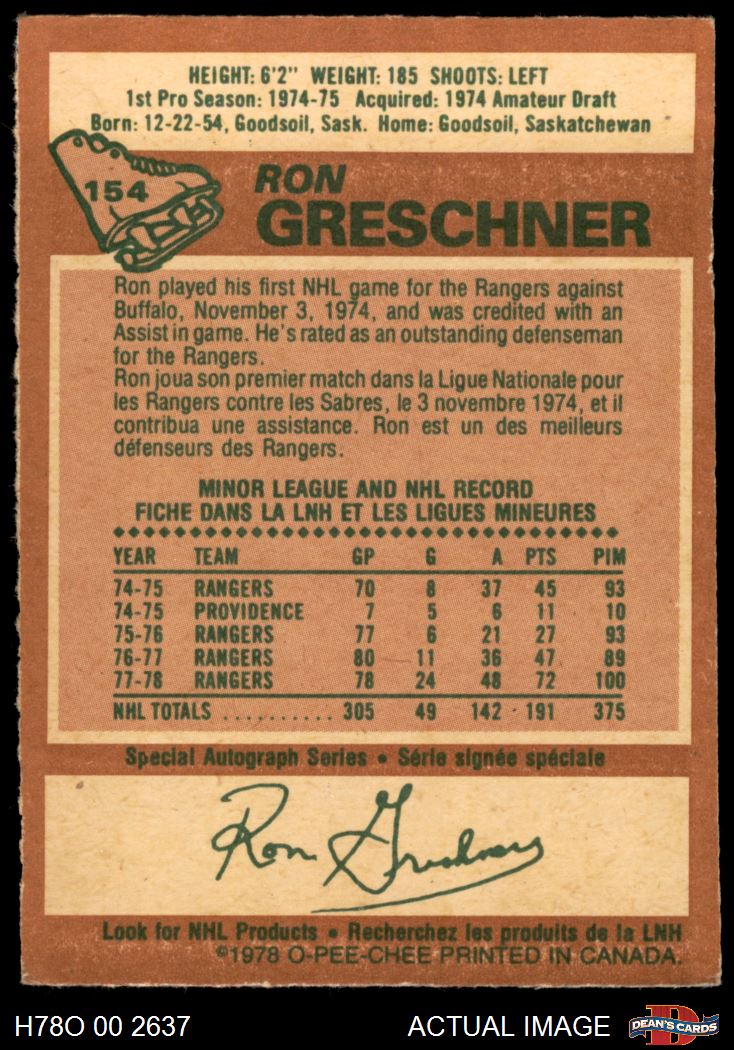 HEIGHT: 6'2" WEIGHT: 185 SHOOTS: LEFT
1st Pro Season: 1974-75 Acquired: 1974 Amateur Draft
Born: 12-22-54, Goodsoil, Sask. Home: Goodsoil, Saskatchewan
154
RON
GRESCHNER
Ron played his first NHL game for the Rangers against
Buffalo, November 3, 1974, and was credited with an
Assist in game. He's rated as an outstanding defenseman
for the Rangers.
Ron joua son premier match dans la Ligue Nationale pour
les Rangers contre les Sabres, le 3 novembre 1974, et il
contribua une assistance. Ron est un des meilleurs
défenseurs des Rangers.
MINOR LEAGUE AND NHL RECORD
FICHE DANS LA LNH ET LES LIGUES MINEURES
YEAR TEAM GP G A PTS PIM
74-75 RANGERS 70 8 37 45 93
74-75 PROVIDENCE 7 5 6 11 10
75-76 RANGERS 77 6 21 27 93
76-77 RANGERS 80 11 36 47 89
77-78 RANGERS 78 24 48 72 100
NHL TOTALS .......... 305 49 142 191 375
Special Autograph Series • Série signée spéciale
Ron Greschner
Look for NHL Products • Recherchez les produits de la LNH
©1978 O-PEE-CHEE PRINTED IN CANADA.
H78O 00 2637 ACTUAL IMAGE DEAN'S CARDS